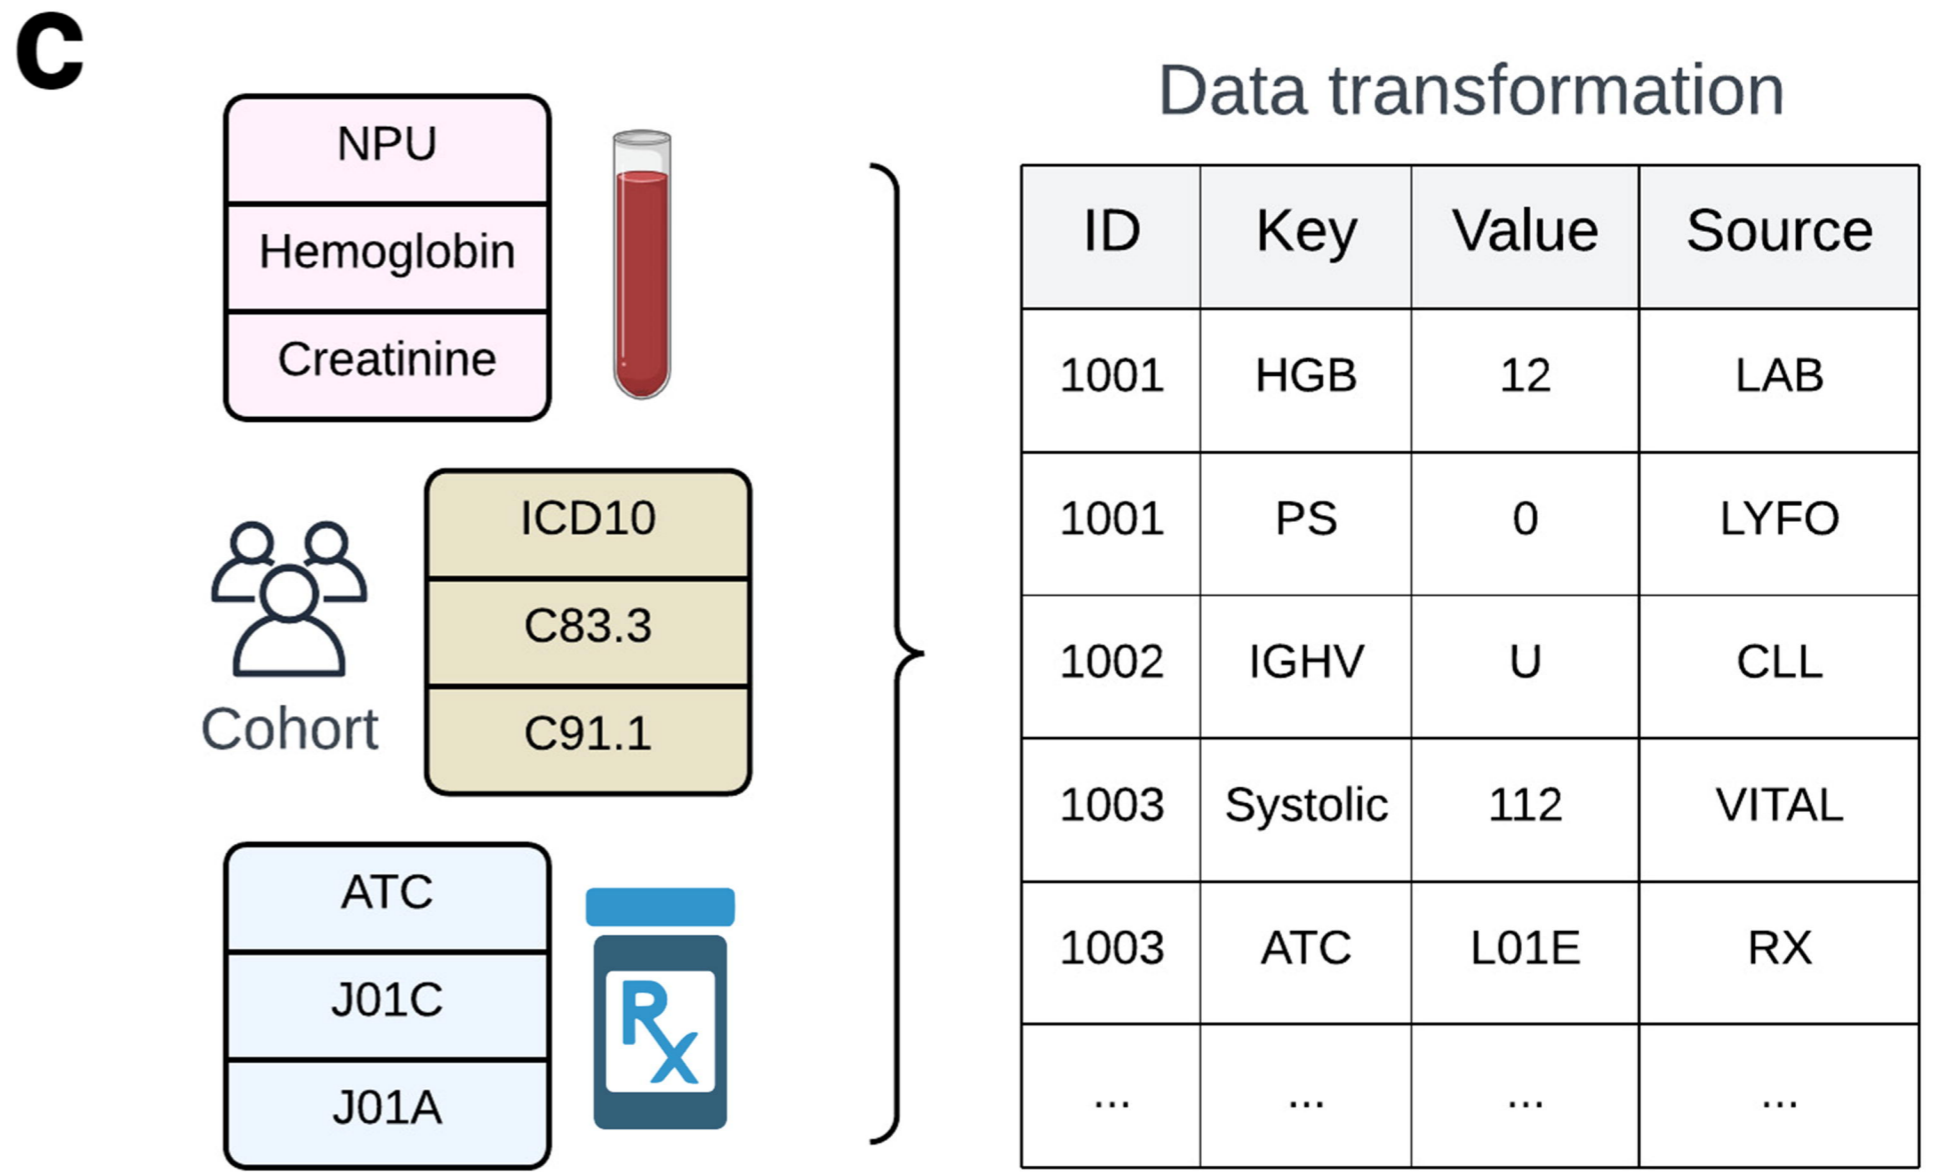 c
NPU
Hemoglobin
Creatinine
Cohort
ICD10
C83.3
C91.1
ATC
J01C
J01A
Rx
Data transformation
ID Key Value Source
1001 HGB 12 LAB
1001 PS 0 LYFO
1002 IGHV U CLL
1003 Systolic 112 VITAL
1003 ATC L01E RX
... ... ... ...